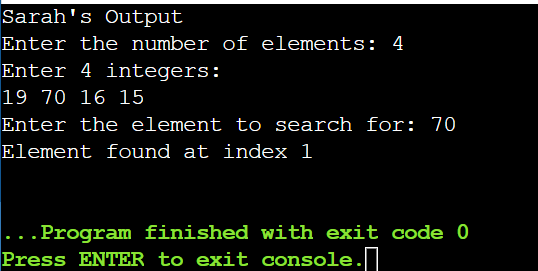 Sarah's Output
Enter the number of elements: 4
Enter 4 integers:
19 70 16 15
Enter the element to search for: 70
Element found at index 1
...Program finished with exit code 0
Press ENTER to exit console.